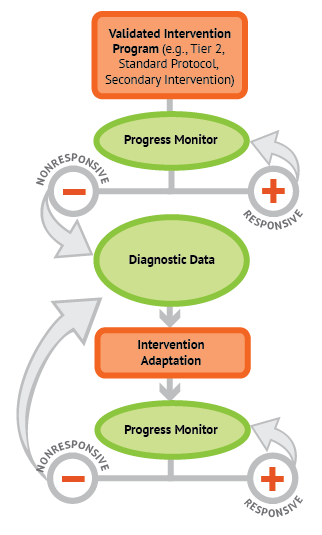 Validated Intervention
Program (e.g., Tier 2,
Standard Protocol,
Secondary Intervention)
Progress Monitor
NONRESPONSIVE
RESPONSIVE
Diagnostic Data
Intervention
Adaptation
Progress Monitor
NONRESPONSIVE
RESPONSIVE